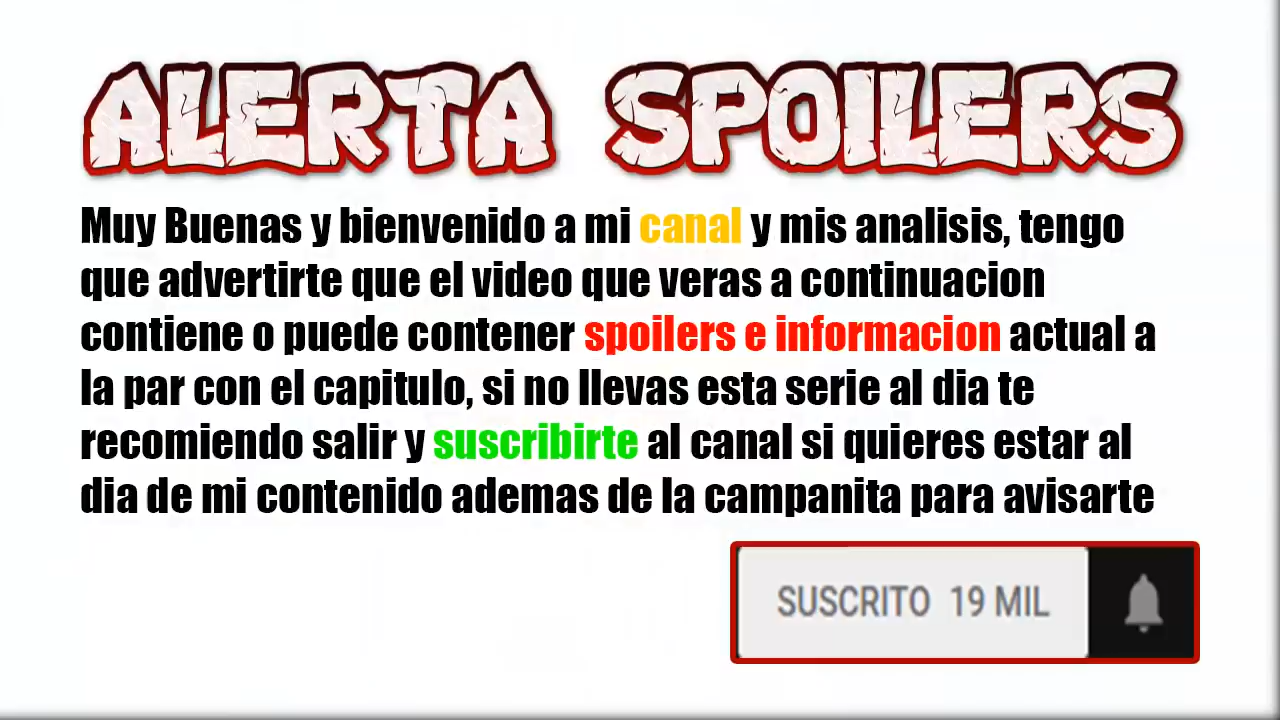 ALERTA SPOILERS
Muy Buenas y bienvenido a mi canal y mis analisis, tengo
que advertirte que el video que veras a continuacion
contiene o puede contener spoilers e informacion actual a
la par con el capitulo, si no llevas esta serie al dia te
recomiendo salir y suscribirte al canal si quieres estar al
dia de mi contenido ademas de la campanita para avisarte
SUSCRITO 19 MIL